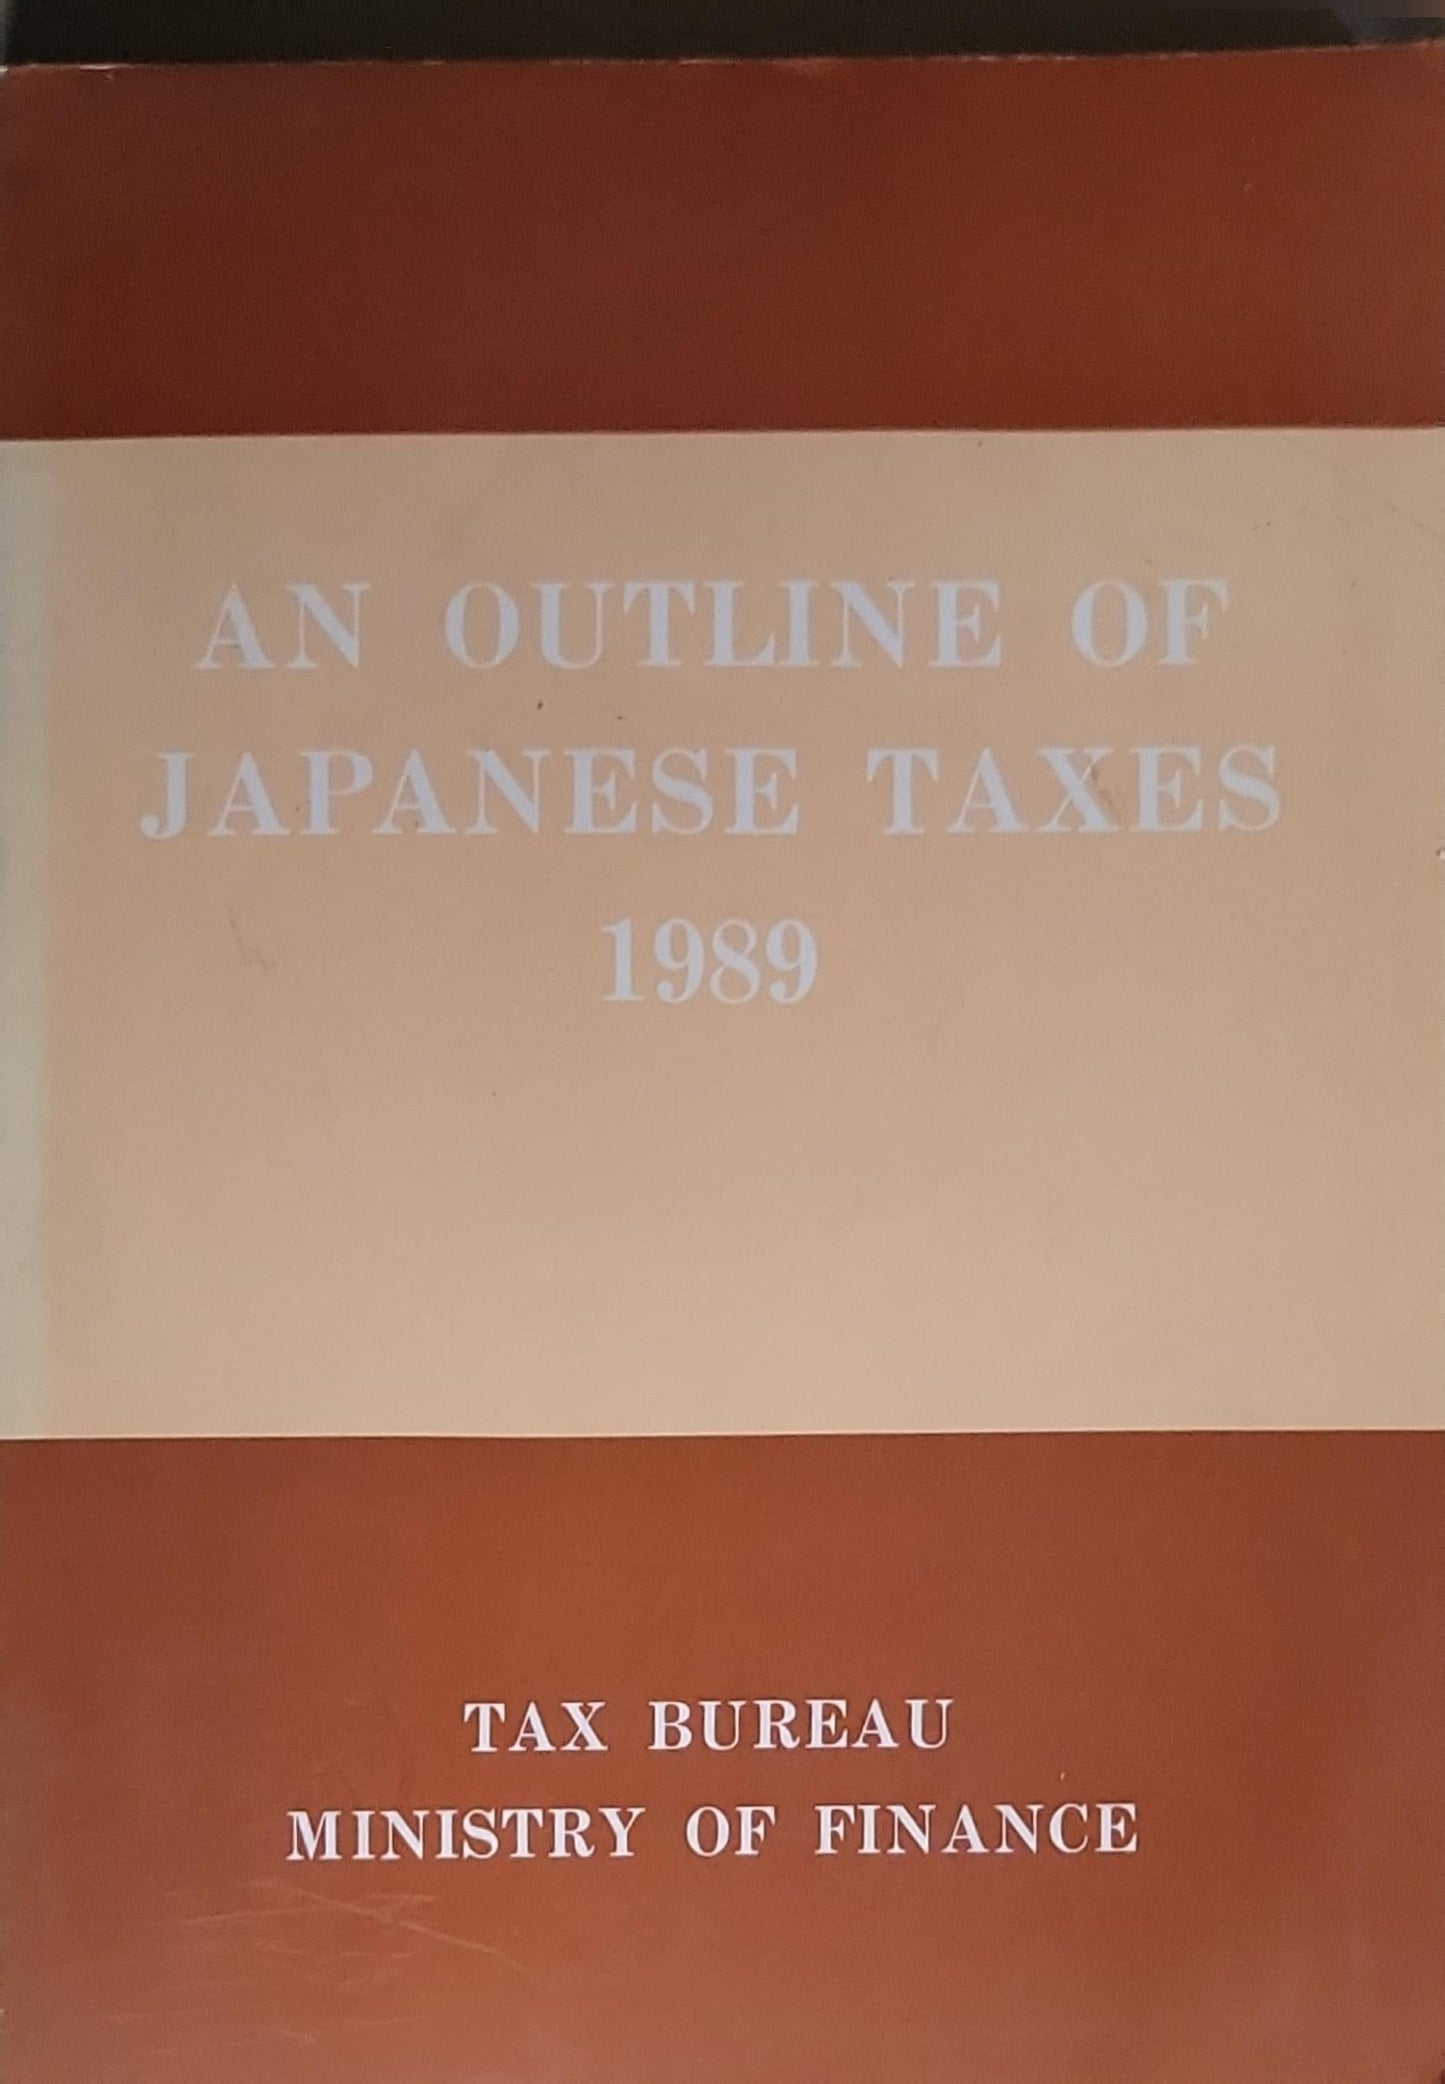 AN OUTLINE OF
JAPANESE TAXES
1989
TAX BUREAU
MINISTRY OF FINANCE